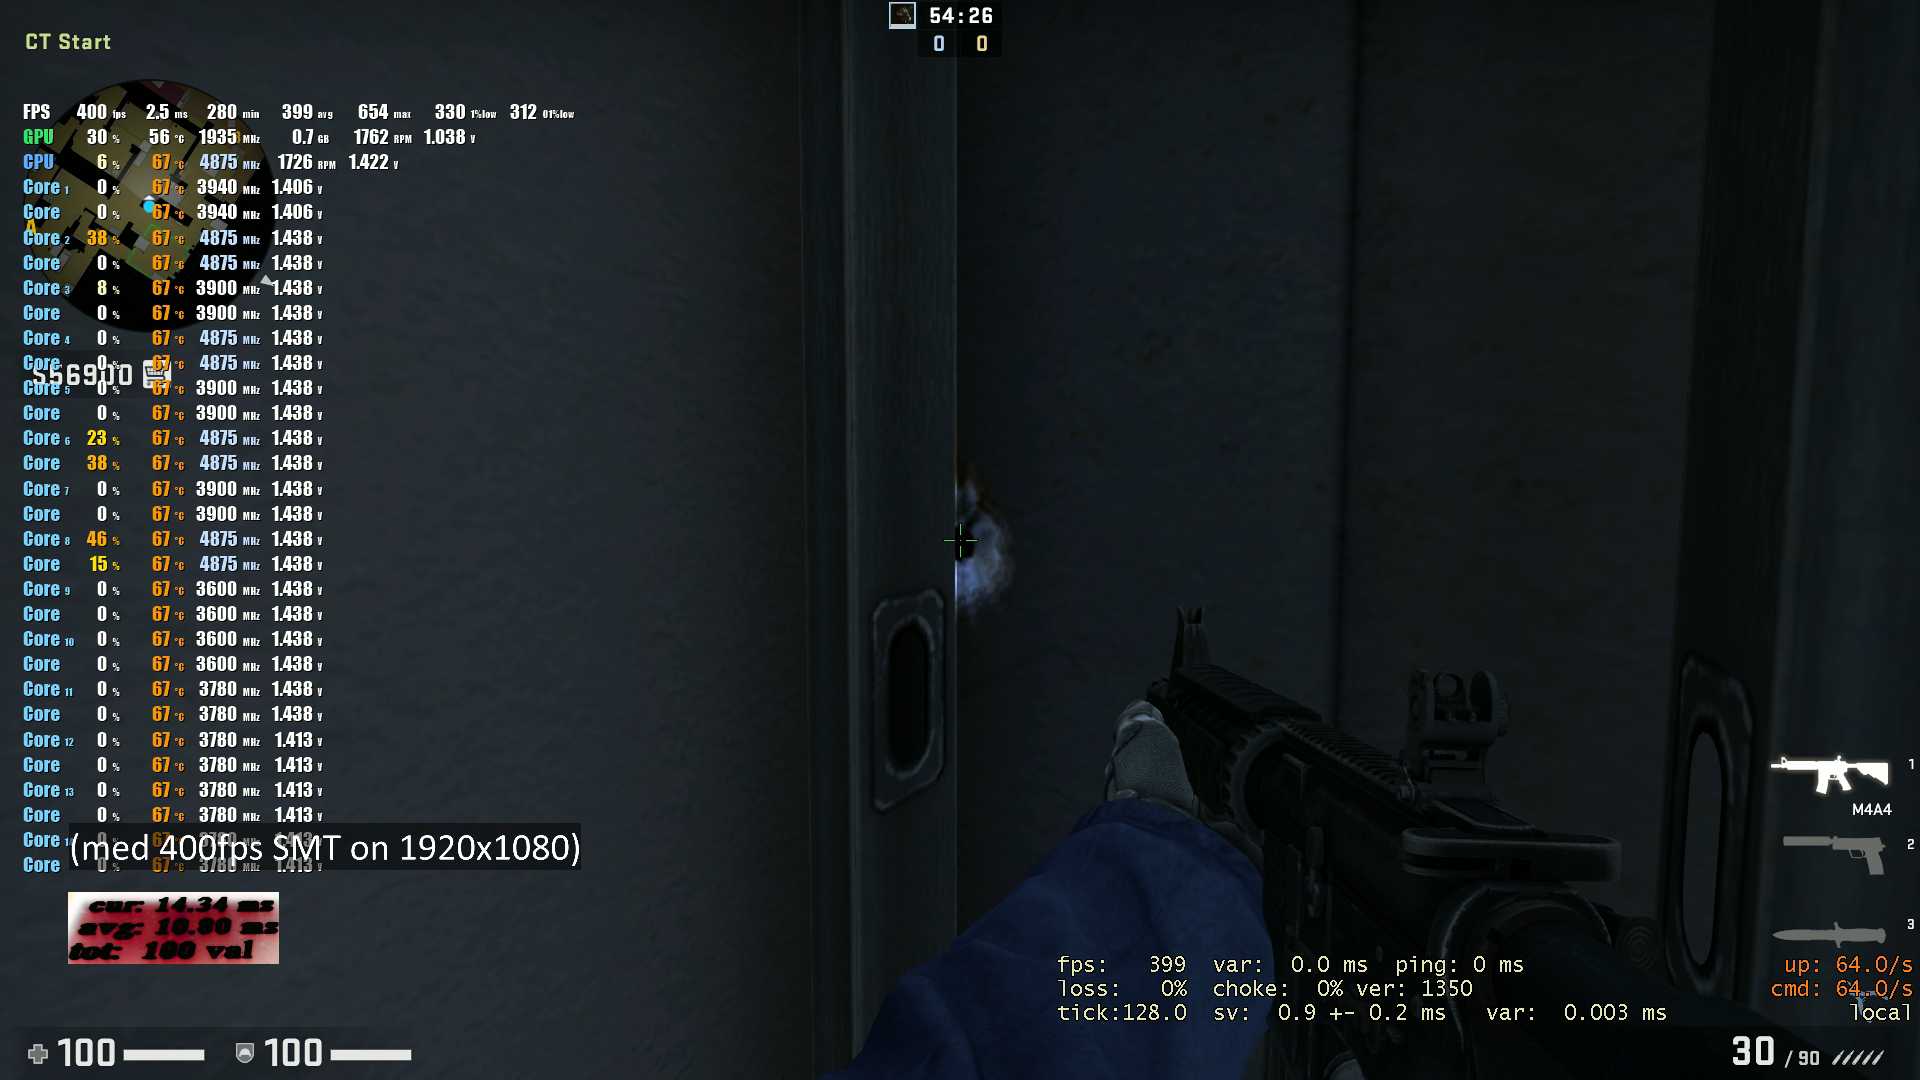 54:26
0 0
CT Start
FPS 400 fps 2.5 ms 280 min 399 avg 654 max 330 1%low 312 01%low
GPU 30 % 56 °C 1935 MHz 0.7 GB 1762 RPM 1.038 V
CPU 6 % 67 °C 4875 MHz 1726 RPM 1.422 V
Core 1 0 % 67 °C 3940 MHz 1.406 V
Core 0 % 67 °C 3940 MHz 1.406 V
A
Core 2 38 % 67 °C 4875 MHz 1.438 V
Core 0 % 67 °C 4875 MHz 1.438 V
Core 3 8 % 67 °C 3900 MHz 1.438 V
Core 0 % 67 °C 3900 MHz 1.438 V
Core 4 0 % 67 °C 4875 MHz 1.438 V
Core 0 % 67 °C 4875 MHz 1.438 V
$56900
Core 5 0 % 67 °C 3900 MHz 1.438 V
Core 0 % 67 °C 3900 MHz 1.438 V
Core 6 23 % 67 °C 4875 MHz 1.438 V
Core 38 % 67 °C 4875 MHz 1.438 V
Core 7 0 % 67 °C 3900 MHz 1.438 V
Core 0 % 67 °C 3900 MHz 1.438 V
Core 8 46 % 67 °C 4875 MHz 1.438 V
Core 15 % 67 °C 4875 MHz 1.438 V
Core 9 0 % 67 °C 3600 MHz 1.438 V
Core 0 % 67 °C 3600 MHz 1.438 V
Core 10 0 % 67 °C 3600 MHz 1.438 V
Core 0 % 67 °C 3600 MHz 1.438 V
Core 11 0 % 67 °C 3780 MHz 1.438 V
Core 0 % 67 °C 3780 MHz 1.438 V
Core 12 0 % 67 °C 3780 MHz 1.413 V
Core 0 % 67 °C 3780 MHz 1.413 V
Core 13 0 % 67 °C 3780 MHz 1.413 V
Core 0 % 67 °C 3780 MHz 1.413 V
Core 0 % 3780 MHz 1.413
(med 400fps SMT on 1920x1080)
Core 0 % 67 °C 3780 MHz 1.413 V
cur: 14.34 ms
avg: 10.80 ms
tot: 100 val
1
M4A4
2
3
fps: 399 var: 0.0 ms ping: 0 ms up: 64.0/s
loss: 0% choke: 0% ver: 1350 cmd: 64.0/s
tick:128.0 sv: 0.9 +- 0.2 ms var: 0.003 ms local
100 100
30 / 90